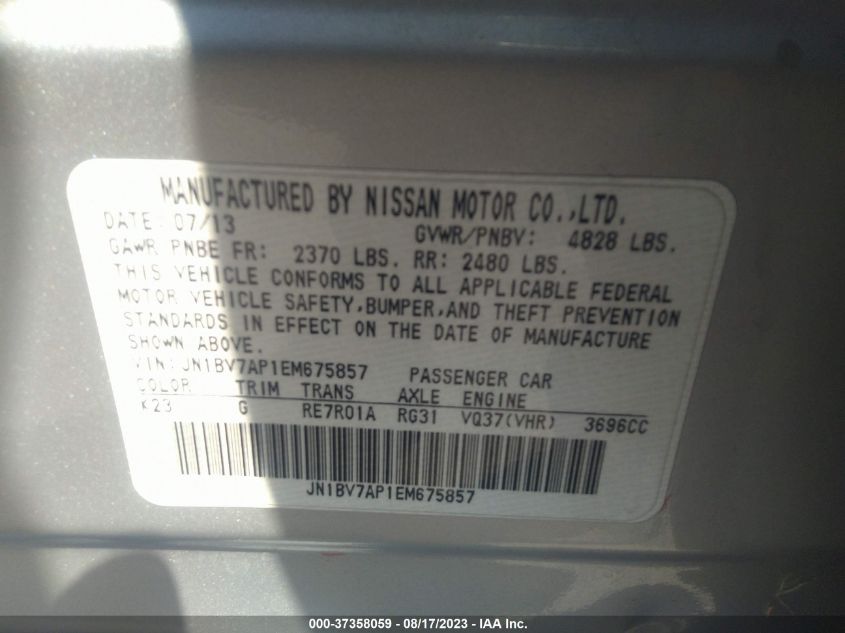 MANUFACTURED BY NISSAN MOTOR CO.,LTD.
DATE: 07/13 GVWR/PNBV: 4828 LBS.
GAWR PNBE FR: 2370 LBS. RR: 2480 LBS.
THIS VEHICLE CONFORMS TO ALL APPLICABLE FEDERAL
MOTOR VEHICLE SAFETY,BUMPER,AND THEFT PREVENTION
STANDARDS IN EFFECT ON THE DATE OF MANUFACTURE
SHOWN ABOVE.
VIN:JN1BV7AP1EM675857 PASSENGER CAR
COLOR TRIM TRANS AXLE ENGINE
K23 G RE7R01A RG31 VQ37(VHR) 3696CC
JN1BV7AP1EM675857
000-37358059 - 08/17/2023 - IAA Inc.